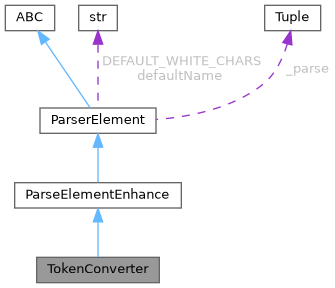 ABC
str
Tuple
DEFAULT_WHITE_CHARS
defaultName
_parse
ParserElement
ParseElementEnhance
TokenConverter